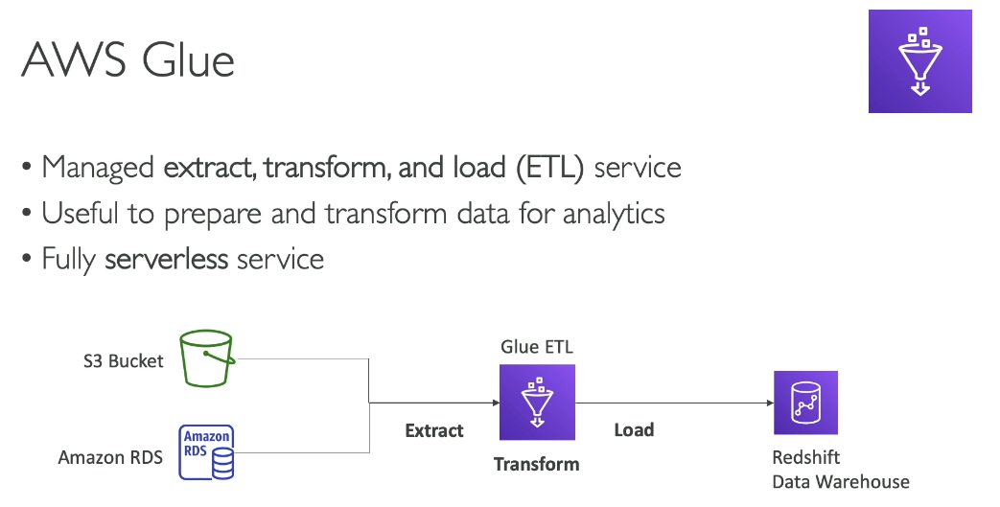 AWS Glue
• Managed extract, transform, and load (ETL) service
• Useful to prepare and transform data for analytics
• Fully serverless service
Glue ETL
S3 Bucket
Extract
Load
Amazon RDS
Amazon
RDS
Transform
Redshift
Data Warehouse